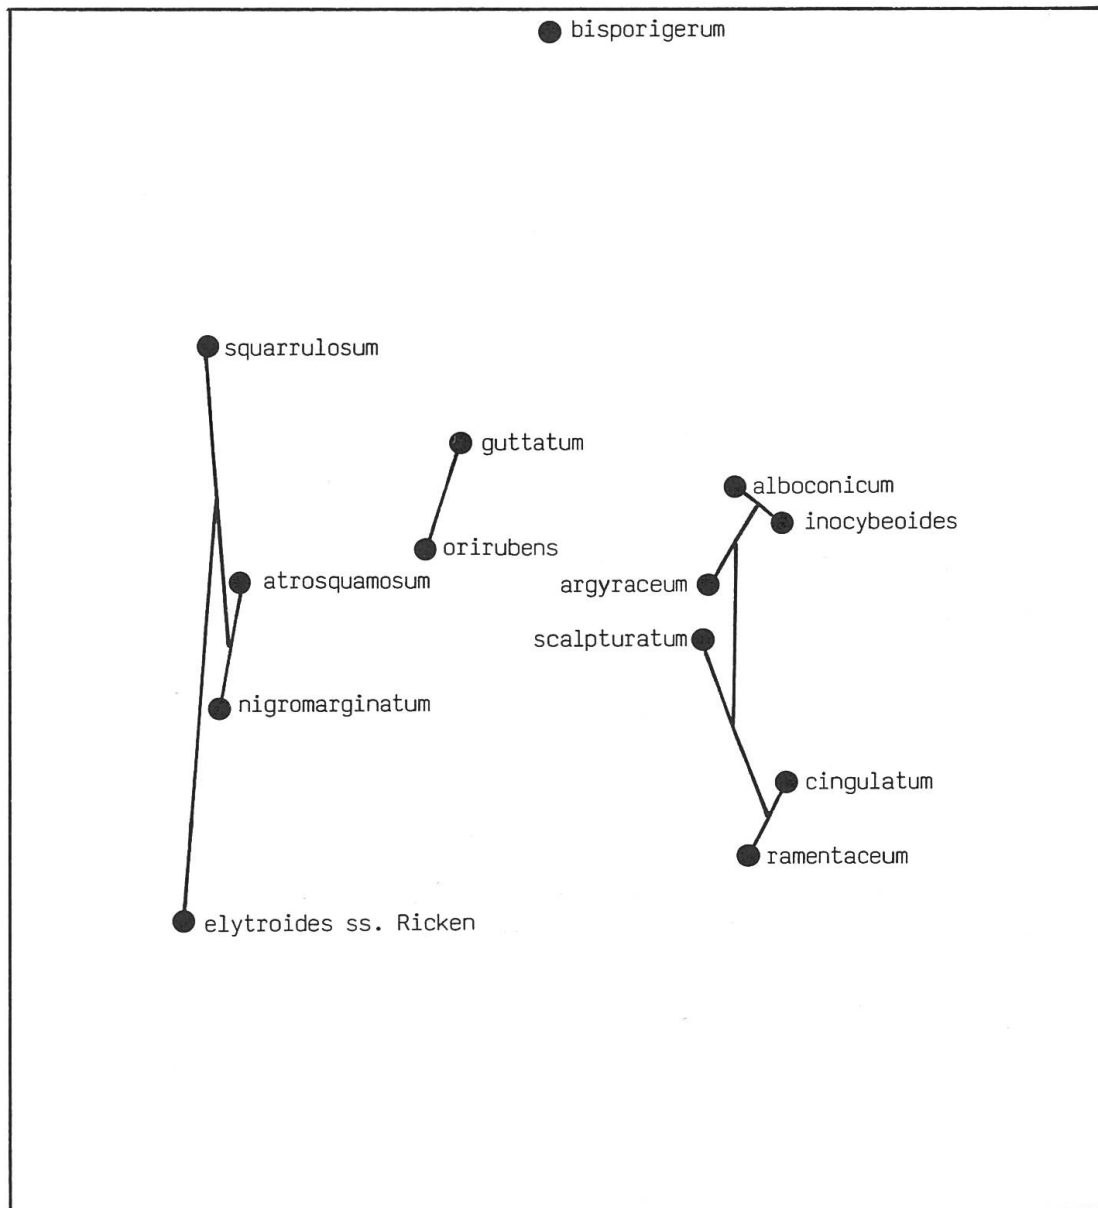 bisporigerum
squarrulosum
guttatum
alboconicum
inocybeoides
orirubens
atrosquamosum
argyraceum
scalpturatum
nigromarginatum
cingulatum
ramentaceum
elytroides ss. Ricken